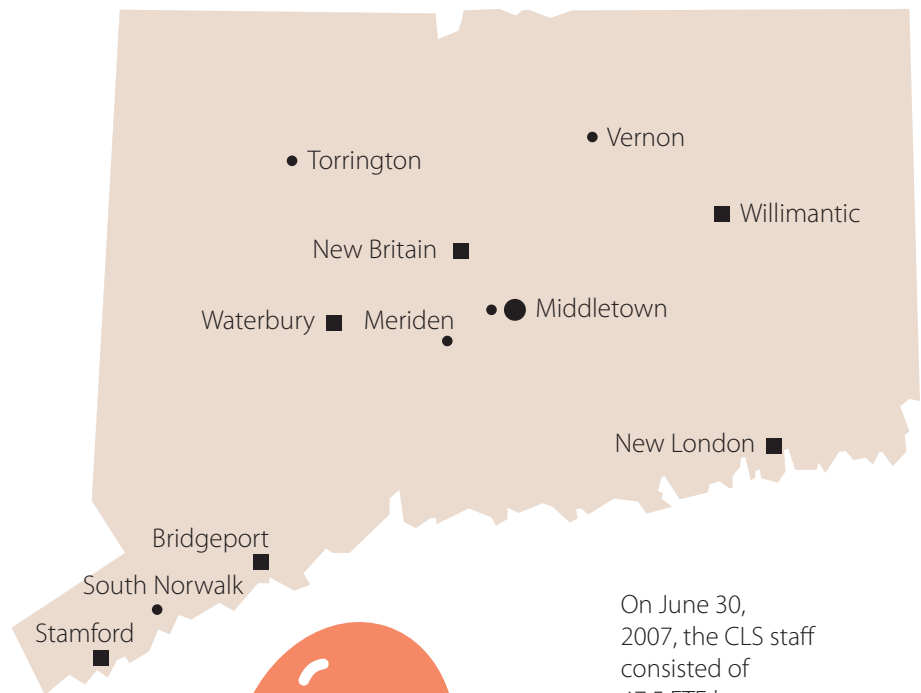 Vernon
Torrington
Willimantic
New Britain
Middletown
Waterbury
Meriden
New London
Bridgeport
South Norwalk
Stamford
On June 30,
2007, the CLS staff
consisted of